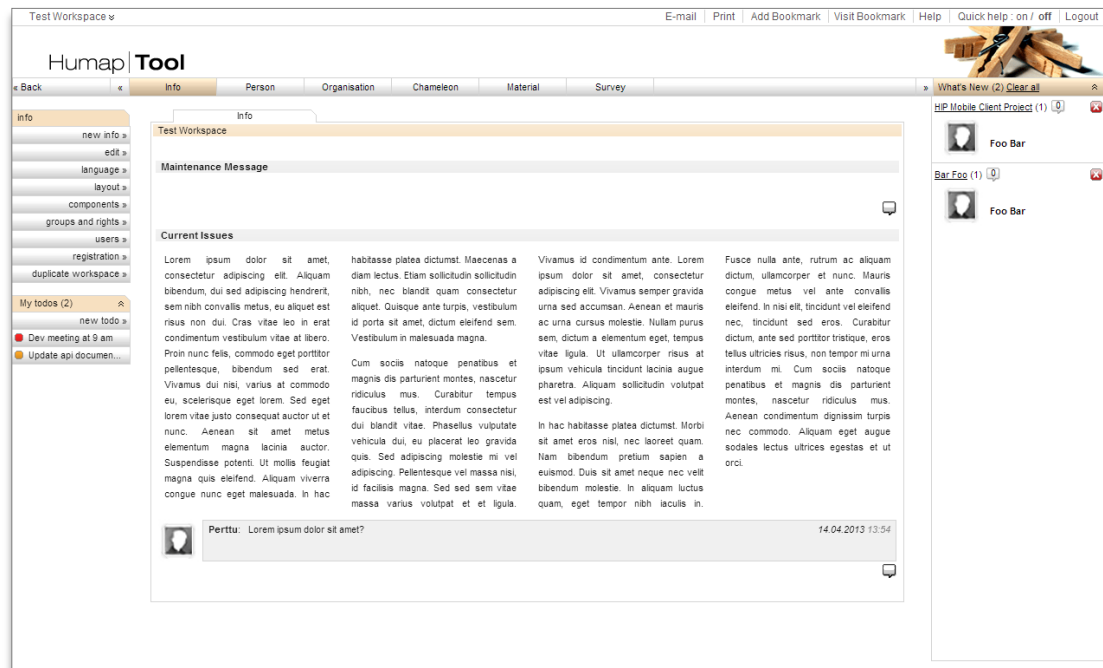 Test Workspace
E-mail | Print | Add Bookmark | Visit Bookmark | Help | Quick help : on / off | Logout
Humap|Tool
« Back «
Info Person Organisation Chameleon Material Survey »
What's New (2) Clear all
info
new info »
edit »
language »
layout »
components »
groups and rights »
users »
registration »
duplicate workspace »
My todos (2)
new todo »
Dev meeting at 9 am
Update api documen...
Info
Test Workspace
Maintenance Message
Current Issues
Lorem ipsum dolor sit amet,
consectetur adipiscing elit. Aliquam
bibendum, dui sed adipiscing hendrerit,
sem nibh convallis metus, eu aliquet est
risus non dui. Cras vitae leo in erat
condimentum vestibulum vitae at libero.
Proin nunc felis, commodo eget porttitor
pellentesque, bibendum sed erat.
Vivamus dui nisi, varius at commodo
eu, scelerisque eget lorem. Sed eget
lorem vitae justo consequat auctor ut et
nunc. Aenean sit amet metus
elementum magna lacinia auctor.
Suspendisse potenti. Ut mollis feugiat
magna quis eleifend. Aliquam viverra
congue nunc eget malesuada. In hac
habitasse platea dictumst. Maecenas a
diam lectus. Etiam sollicitudin sollicitudin
nibh, nec blandit quam consectetur
aliquet. Quisque ante turpis, vestibulum
id porta sit amet, dictum eleifend sem.
Vestibulum in malesuada magna.
Cum sociis natoque penatibus et
magnis dis parturient montes, nascetur
ridiculus mus. Curabitur tempus
faucibus tellus, interdum consectetur
dui blandit vitae. Phasellus vulputate
vehicula dui, eu placerat leo gravida
quis. Sed adipiscing molestie mi vel
adipiscing. Pellentesque vel massa nisi,
id facilisis magna. Sed sed sem vitae
massa varius volutpat et et ligula.
Vivamus id condimentum ante. Lorem
ipsum dolor sit amet, consectetur
adipiscing elit. Vivamus semper gravida
urna sed accumsan. Aenean et mauris
ac urna cursus molestie. Nullam purus
sem, dictum a elementum eget, tempus
vitae ligula. Ut ullamcorper risus at
ipsum vehicula tincidunt lacinia augue
pharetra. Aliquam sollicitudin volutpat
est vel adipiscing.
In hac habitasse platea dictumst. Morbi
sit amet eros nisl, nec laoreet quam.
Nam bibendum pretium sapien a
euismod. Duis sit amet neque nec velit
bibendum molestie. In aliquam luctus
quam, eget tempor nibh iaculis in.
Fusce nulla ante, rutrum ac aliquam
dictum, ullamcorper et nunc. Mauris
congue metus vel ante convallis
eleifend. In nisi elit, tincidunt vel eleifend
nec, tincidunt sed eros. Curabitur
dictum, ante sed porttitor tristique, eros
tellus ultricies risus, non tempor mi urna
interdum mi. Cum sociis natoque
penatibus et magnis dis parturient
montes, nascetur ridiculus mus.
Aenean condimentum dignissim turpis
nec commodo. Aliquam eget augue
sodales lectus ultrices egestas et ut
orci.
Perttu: Lorem ipsum dolor sit amet? 14.04.2013 13:54
HIP Mobile Client Project (1) 0
Foo Bar
Bar Foo (1) 0
Foo Bar